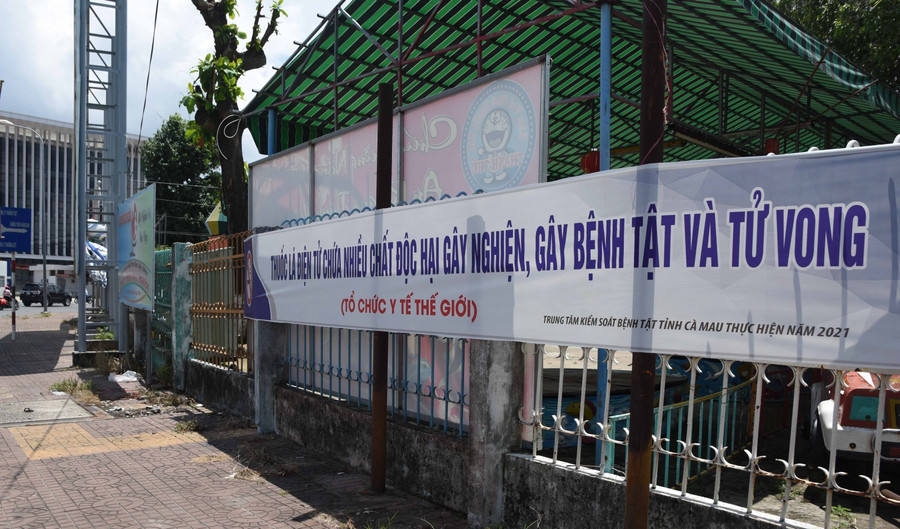 THUỐC LÁ ĐIỆN TỬ CHỨA NHIỀU CHẤT ĐỘC HẠI GÂY NGHIỆN, GÂY BỆNH TẬT VÀ TỬ VONG
(TỔ CHỨC Y TẾ THẾ GIỚI)
TRUNG TÂM KIỂM SOÁT BỆNH TẬT TỈNH CÀ MAU THỰC HIỆN NĂM 2021